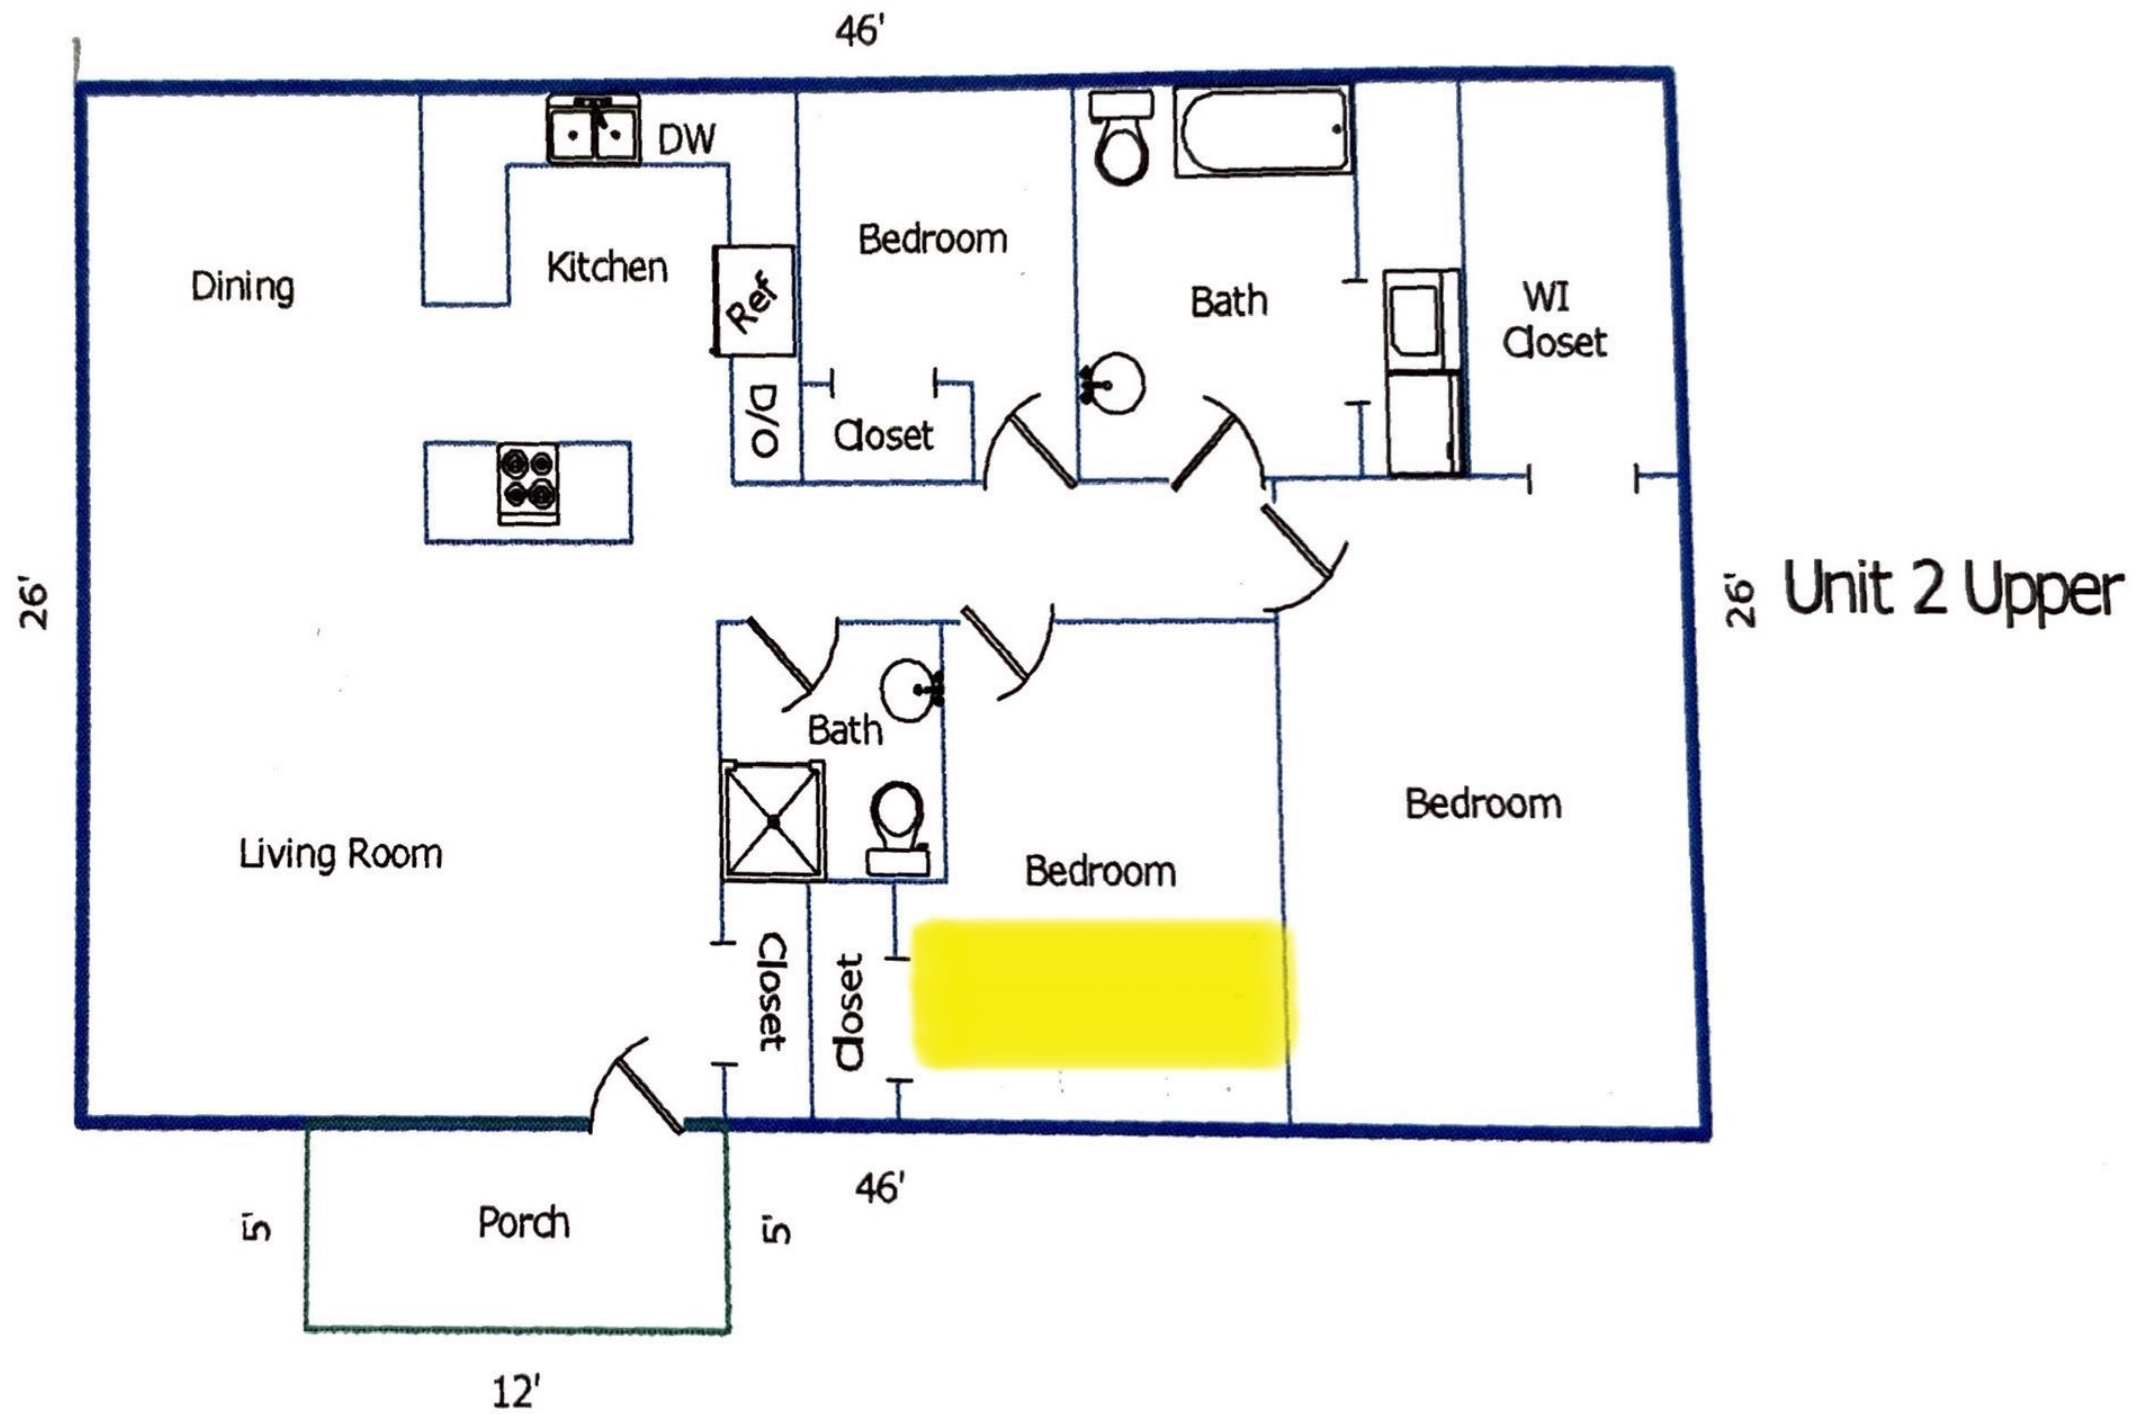 46'
DW
Dining
Kitchen
Ref
Bedroom
Bath
WI
Closet
D/O
Closet
26'
26'
Unit 2 Upper
Bath
Living Room
Bedroom
Bedroom
Closet
Closet
46'
5'
Porch
5'
12'